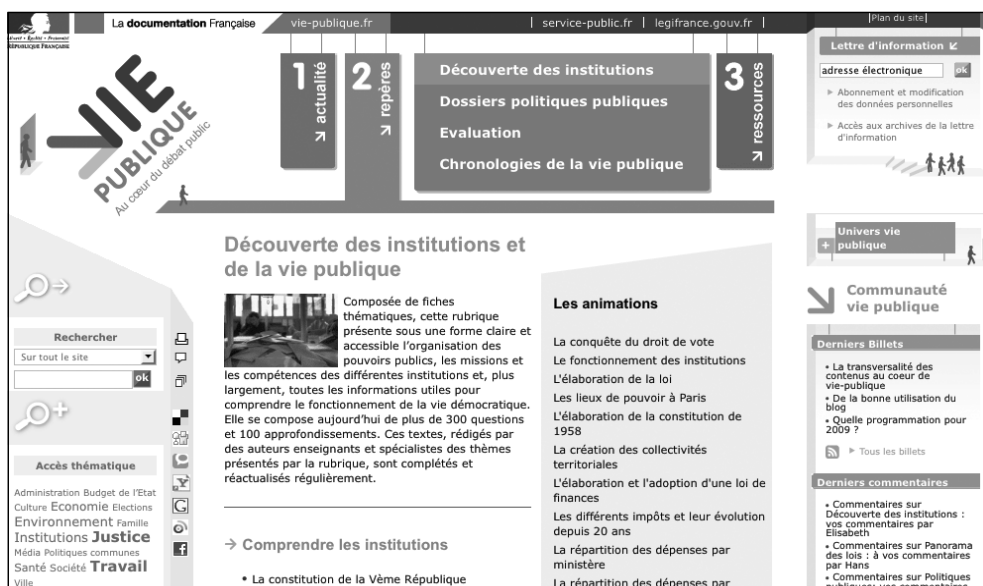 La documentation Française
vie-publique.fr
| service-public.fr | legifrance.gouv.fr |
|Plan du site|
RÉPUBLIQUE FRANÇAISE
VIE
PUBLIQUE
Au cœur du débat public
1 actualité
2 repères
Découverte des institutions
Dossiers politiques publiques
Evaluation
Chronologies de la vie publique
3 ressources
Lettre d'information
adresse électronique
ok
Abonnement et modification
des données personnelles
Accès aux archives de la lettre
d'information
Univers vie
+ publique
Communauté
vie publique
Derniers Billets
• La transversalité des
contenus au coeur de
vie-publique
• De la bonne utilisation du
blog
• Quelle programmation pour
2009 ?
Tous les billets
Derniers commentaires
• Commentaires sur
Découverte des institutions :
vos commentaires par
Elisabeth
• Commentaires sur Panorama
des lois : à vos commentaires
par Hans
• Commentaires sur Politiques
Rechercher
Sur tout le site
ok
Accès thématique
Administration Budget de l'Etat
Culture Economie Elections
Environnement Famille
Institutions Justice
Média Politiques communes
Santé Société Travail
Ville
Découverte des institutions et
de la vie publique
Composée de fiches
thématiques, cette rubrique
présente sous une forme claire et
accessible l'organisation des
pouvoirs publics, les missions et
les compétences des différentes institutions et, plus
largement, toutes les informations utiles pour
comprendre le fonctionnement de la vie démocratique.
Elle se compose aujourd'hui de plus de 300 questions
et 100 approfondissements. Ces textes, rédigés par
des auteurs enseignants et spécialistes des thèmes
présentés par la rubrique, sont complétés et
réactualisés régulièrement.
Comprendre les institutions
• La constitution de la Vème République
Les animations
La conquête du droit de vote
Le fonctionnement des institutions
L'élaboration de la loi
Les lieux de pouvoir à Paris
L'élaboration de la constitution de
1958
La création des collectivités
territoriales
L'élaboration et l'adoption d'une loi de
finances
Les différents impôts et leur évolution
depuis 20 ans
La répartition des dépenses par
ministère
La répartition des dépenses par